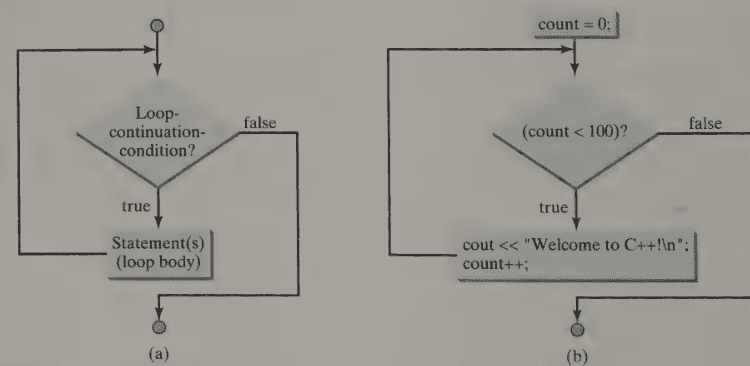 Loop-
continuation-
condition?
false
true
Statement(s)
(loop body)
(a)
count = 0;
(count < 100)?
false
true
cout << "Welcome to C++!\n";
count++;
(b)